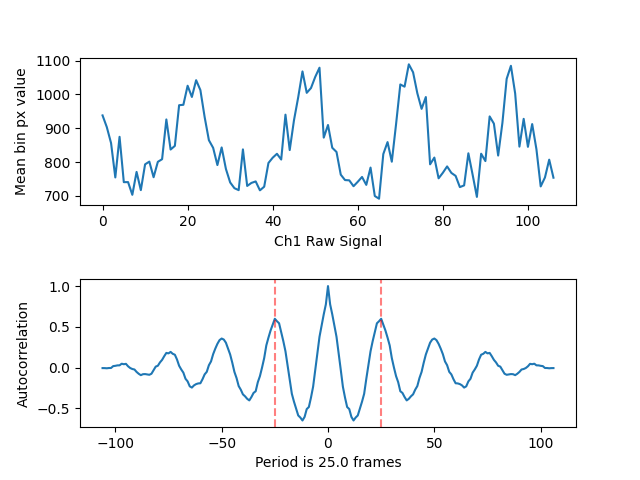 1100
1000
900
800
700
Mean bin px value
0 20 40 60 80 100
Ch1 Raw Signal
1.0
0.5
0.0
−0.5
Autocorrelation
−100 −50 0 50 100
Period is 25.0 frames